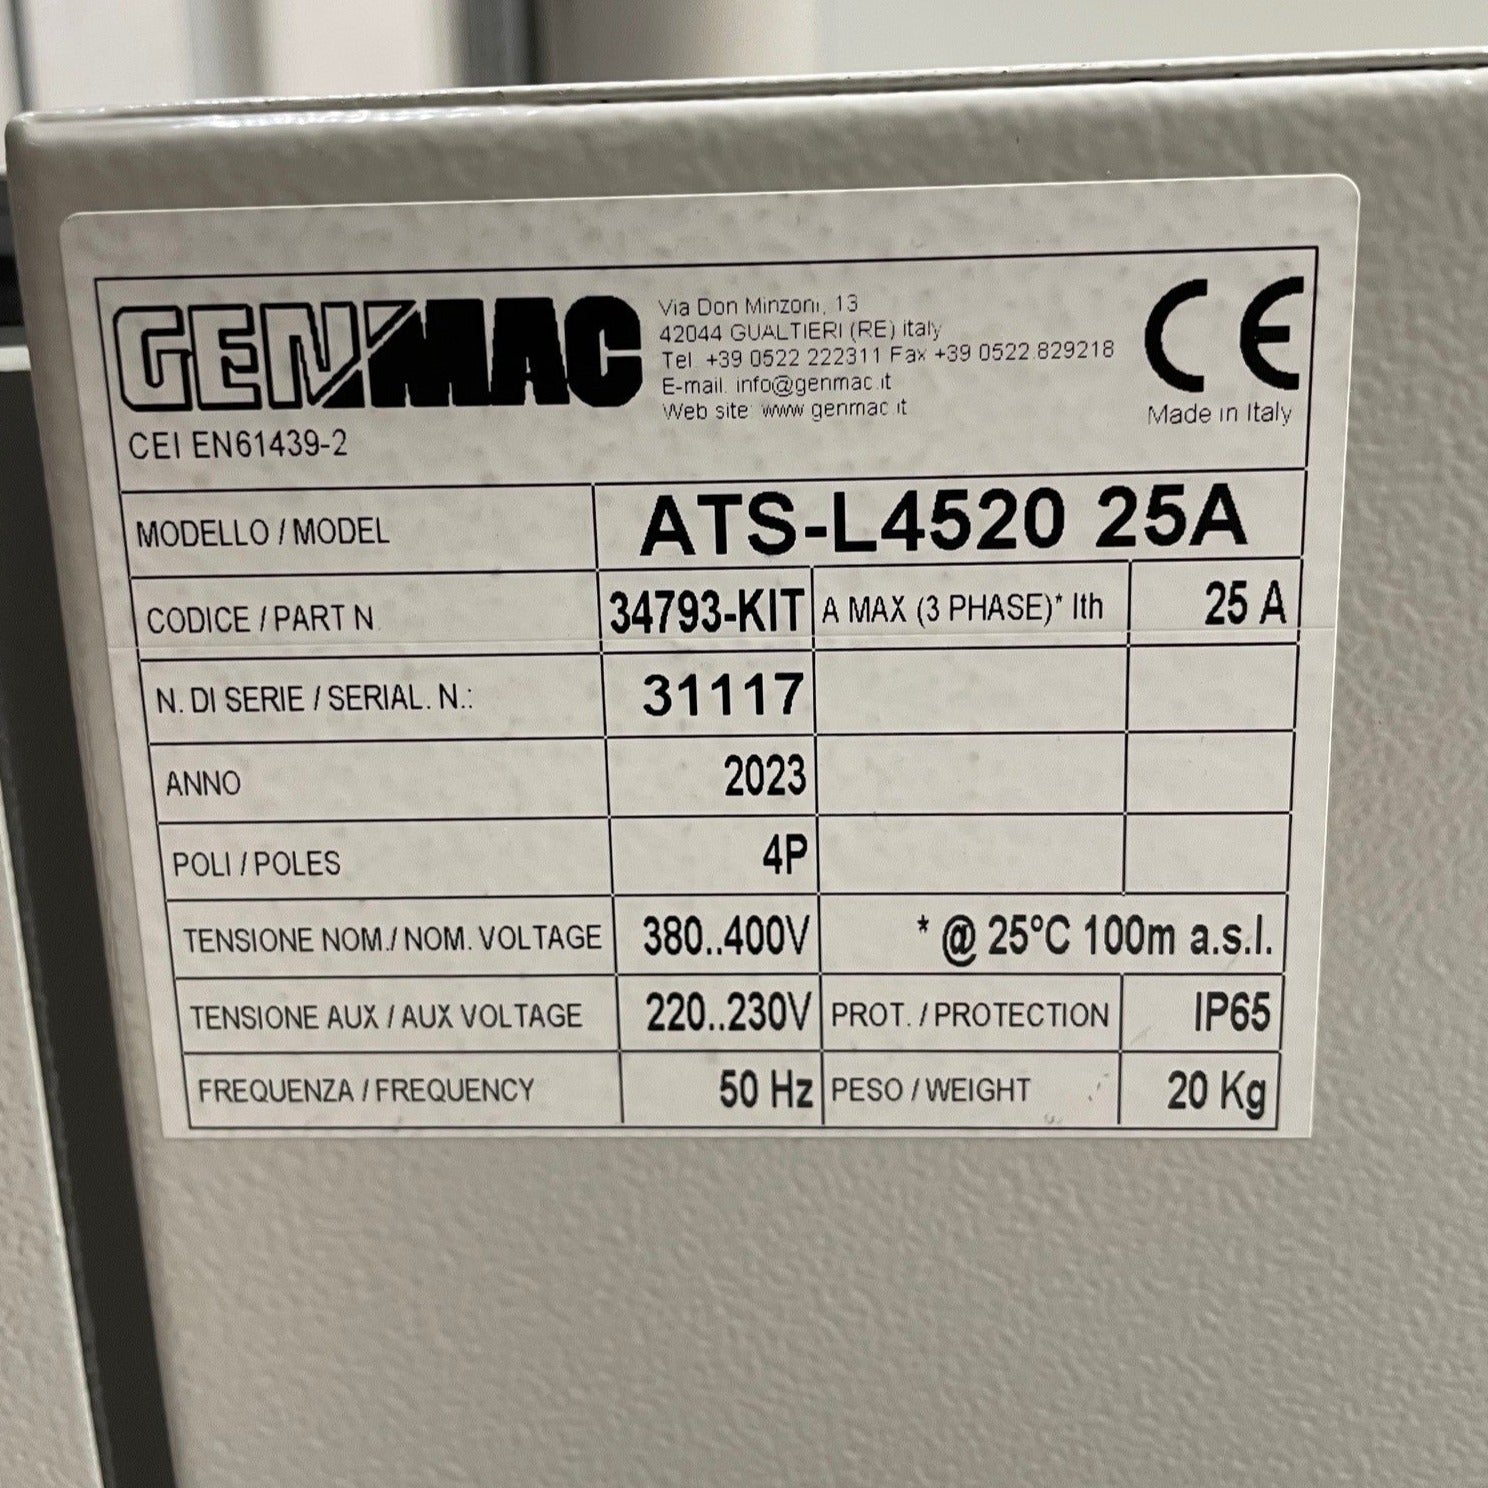 GENMAC
Via Don Minzoni, 13
42044 GUALTIERI (RE) italy
Tel. +39 0522 222311 Fax +39 0522.829218
E-mail: info@genmac.it
Web site: www.genmac.it
CE
Made in Italy
CEI EN61439-2
MODELLO / MODEL ATS-L4520 25A
CODICE / PART N 34793-KIT A MAX (3 PHASE)* Ith 25 A
N. DI SERIE / SERIAL. N.: 31117
ANNO 2023
POLI / POLES 4P
TENSIONE NOM./ NOM. VOLTAGE 380..400V * @ 25°C 100m a.s.l.
TENSIONE AUX / AUX VOLTAGE 220..230V PROT. / PROTECTION IP65
FREQUENZA / FREQUENCY 50 Hz PESO / WEIGHT 20 Kg